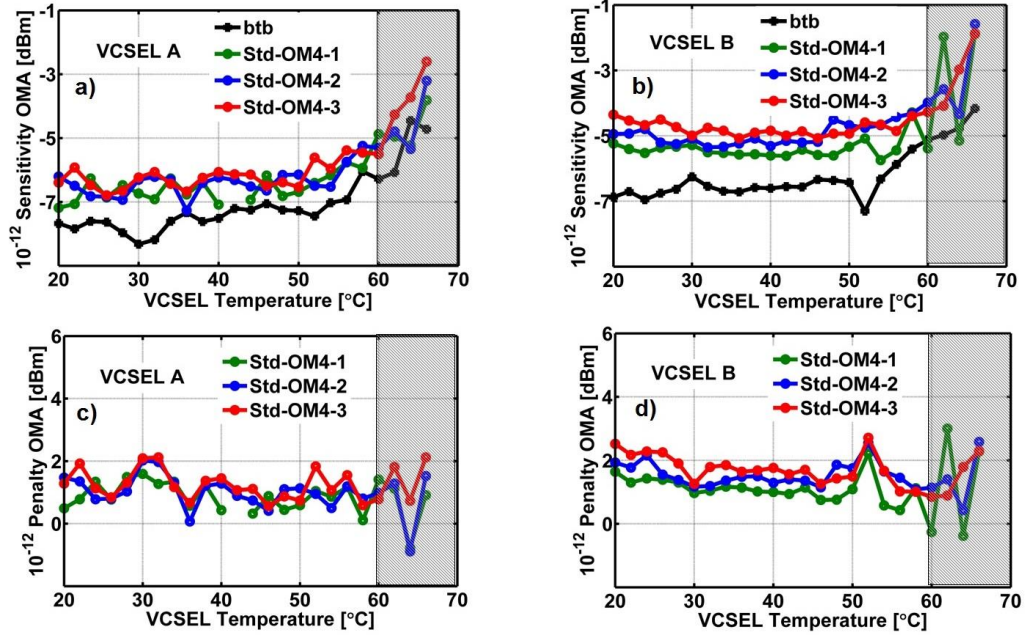 10⁻¹² Sensitivity OMA [dBm]
-1
-3
-5
-7
VCSEL A
a)
btb
Std-OM4-1
Std-OM4-2
Std-OM4-3
20 30 40 50 60 70
VCSEL Temperature [°C]
10⁻¹² Sensitivity OMA [dBm]
-1
-3
-5
-7
VCSEL B
b)
btb
Std-OM4-1
Std-OM4-2
Std-OM4-3
20 30 40 50 60 70
VCSEL Temperature [°C]
10⁻¹² Penalty OMA [dBm]
6
4
2
0
VCSEL A
c)
Std-OM4-1
Std-OM4-2
Std-OM4-3
20 30 40 50 60 70
VCSEL Temperature [°C]
10⁻¹² Penalty OMA [dBm]
6
4
2
0
VCSEL B
d)
Std-OM4-1
Std-OM4-2
Std-OM4-3
20 30 40 50 60 70
VCSEL Temperature [°C]